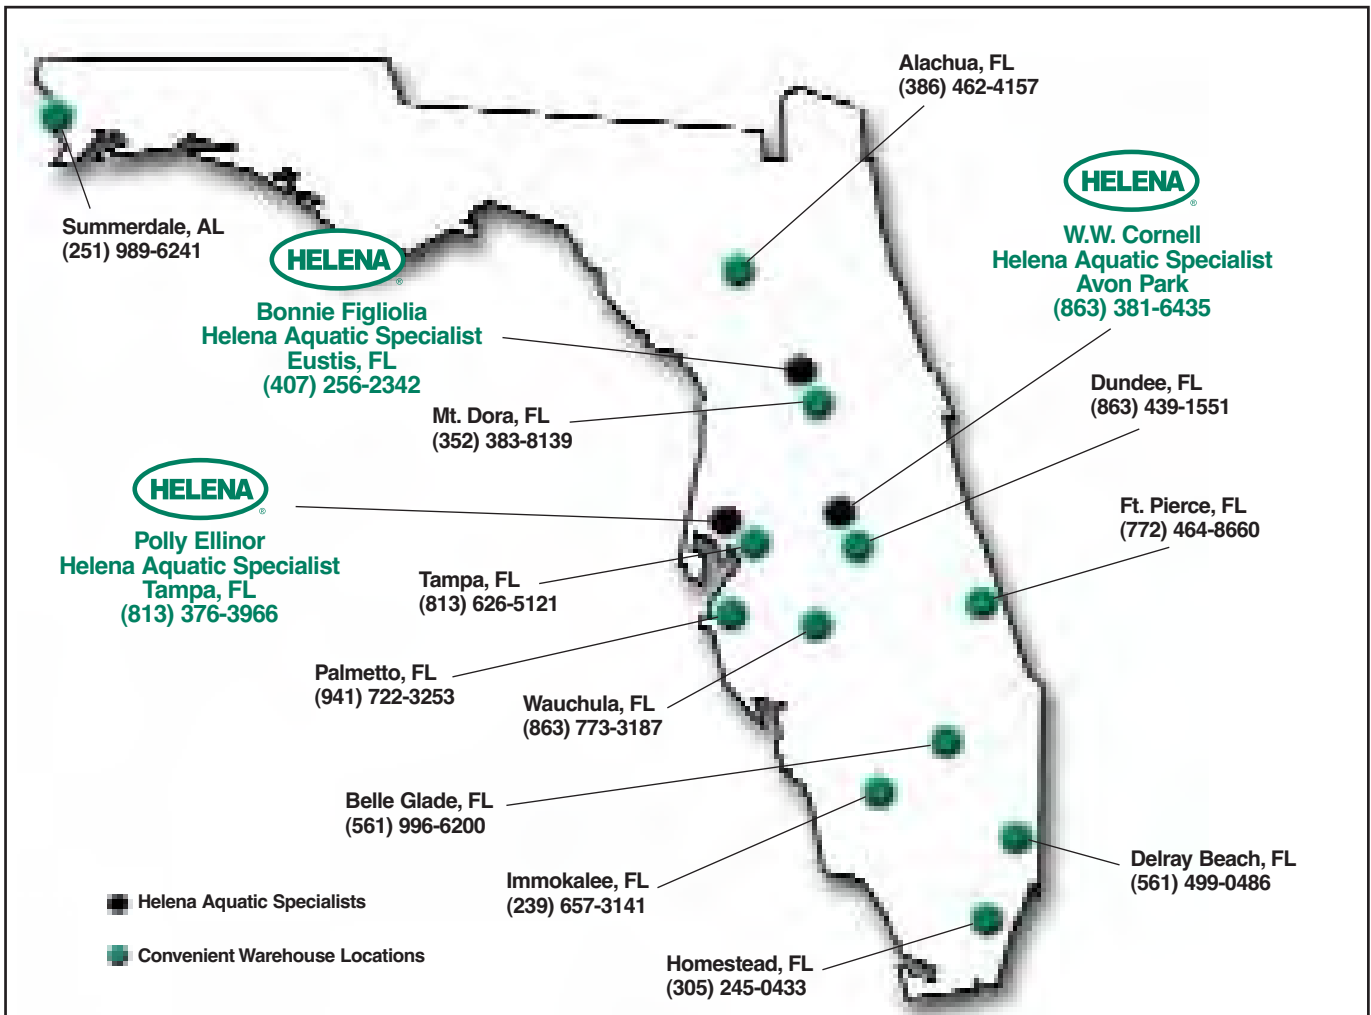 Alachua, FL
(386) 462-4157
HELENA
®
W.W. Cornell
Helena Aquatic Specialist
Avon Park
(863) 381-6435
Summerdale, AL
(251) 989-6241
HELENA
®
Bonnie Figliolia
Helena Aquatic Specialist
Eustis, FL
(407) 256-2342
Dundee, FL
(863) 439-1551
Mt. Dora, FL
(352) 383-8139
HELENA
®
Polly Ellinor
Helena Aquatic Specialist
Tampa, FL
(813) 376-3966
Ft. Pierce, FL
(772) 464-8660
Tampa, FL
(813) 626-5121
Palmetto, FL
(941) 722-3253
Wauchula, FL
(863) 773-3187
Belle Glade, FL
(561) 996-6200
Delray Beach, FL
(561) 499-0486
Immokalee, FL
(239) 657-3141
Helena Aquatic Specialists
Convenient Warehouse Locations
Homestead, FL
(305) 245-0433